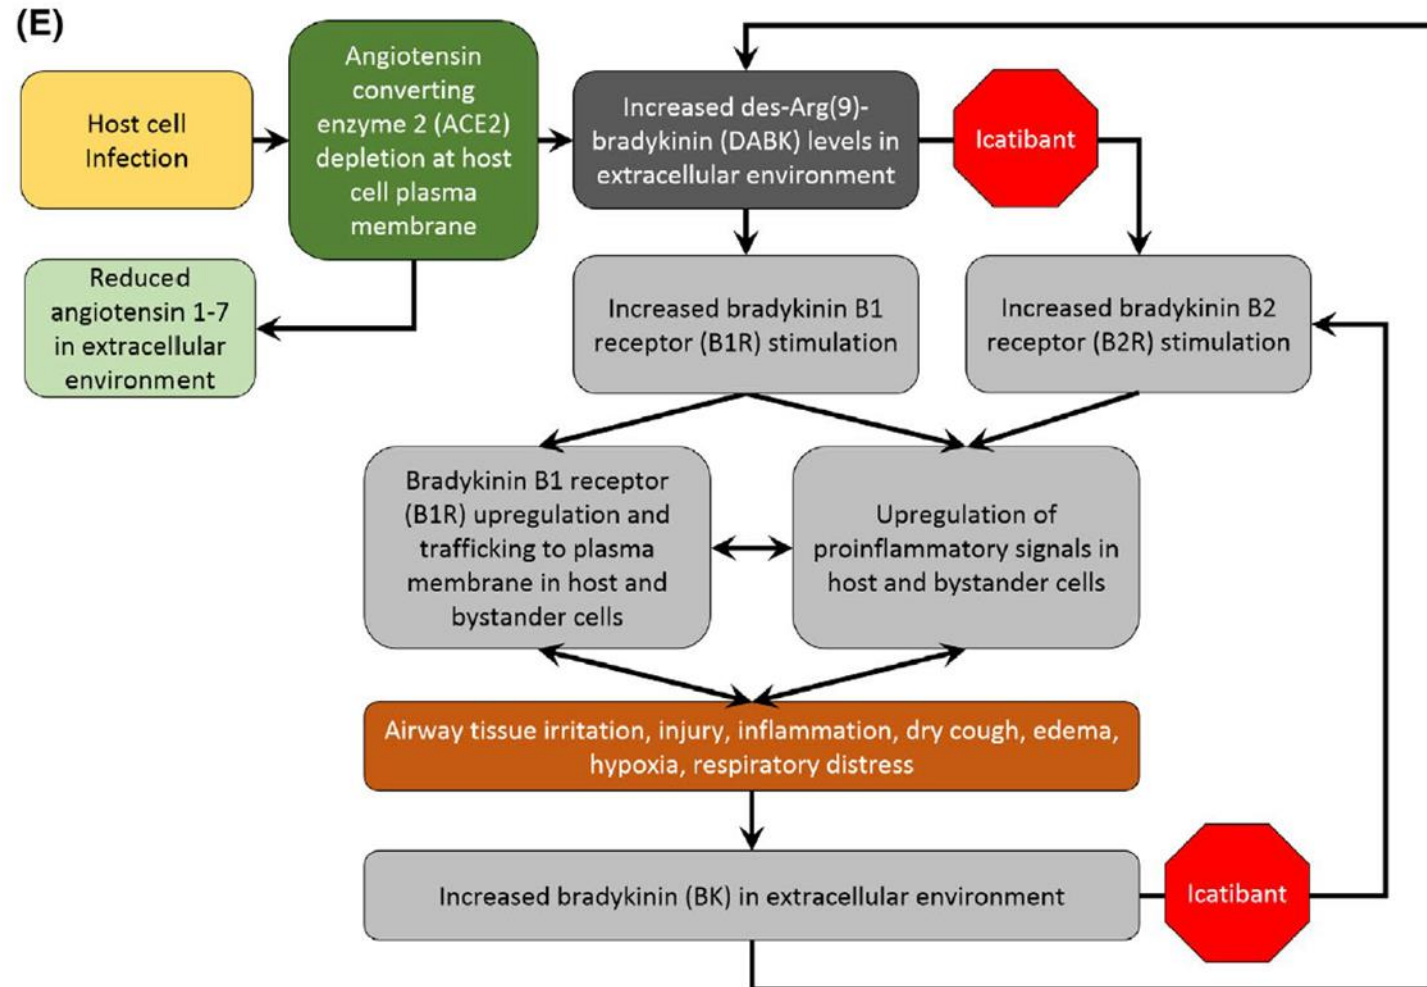 (E)
Host cell
Infection
Angiotensin
converting
enzyme 2 (ACE2)
depletion at host
cell plasma
membrane
Increased des-Arg(9)-
bradykinin (DABK) levels in
extracellular environment
Icatibant
Reduced
angiotensin 1-7
in extracellular
environment
Increased bradykinin B1
receptor (B1R) stimulation
Increased bradykinin B2
receptor (B2R) stimulation
Bradykinin B1 receptor
(B1R) upregulation and
trafficking to plasma
membrane in host and
bystander cells
Upregulation of
proinflammatory signals in
host and bystander cells
Airway tissue irritation, injury, inflammation, dry cough, edema,
hypoxia, respiratory distress
Increased bradykinin (BK) in extracellular environment
Icatibant